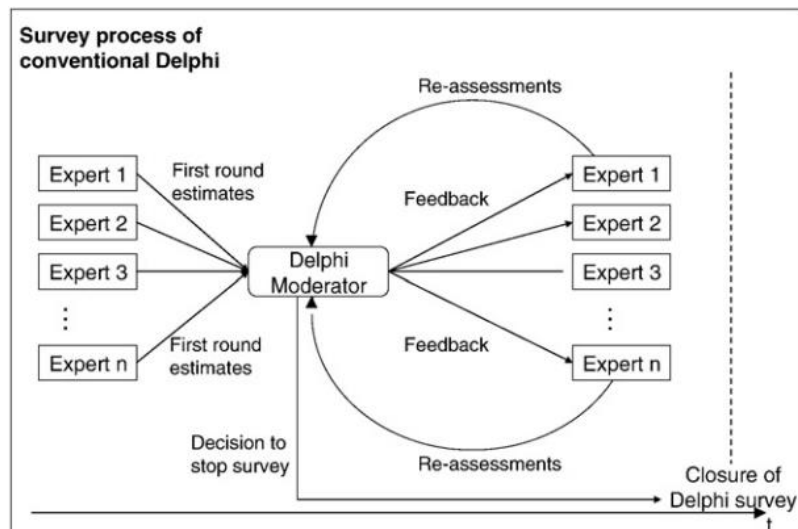 Survey process of
conventional Delphi
Re-assessments
Expert 1
First round
estimates
Feedback
Expert 1
Expert 2
Expert 2
Expert 3
Delphi
Moderator
Expert 3
⋮
⋮
Expert n
First round
estimates
Feedback
Expert n
Decision to
stop survey
Re-assessments
Closure of
Delphi survey
t